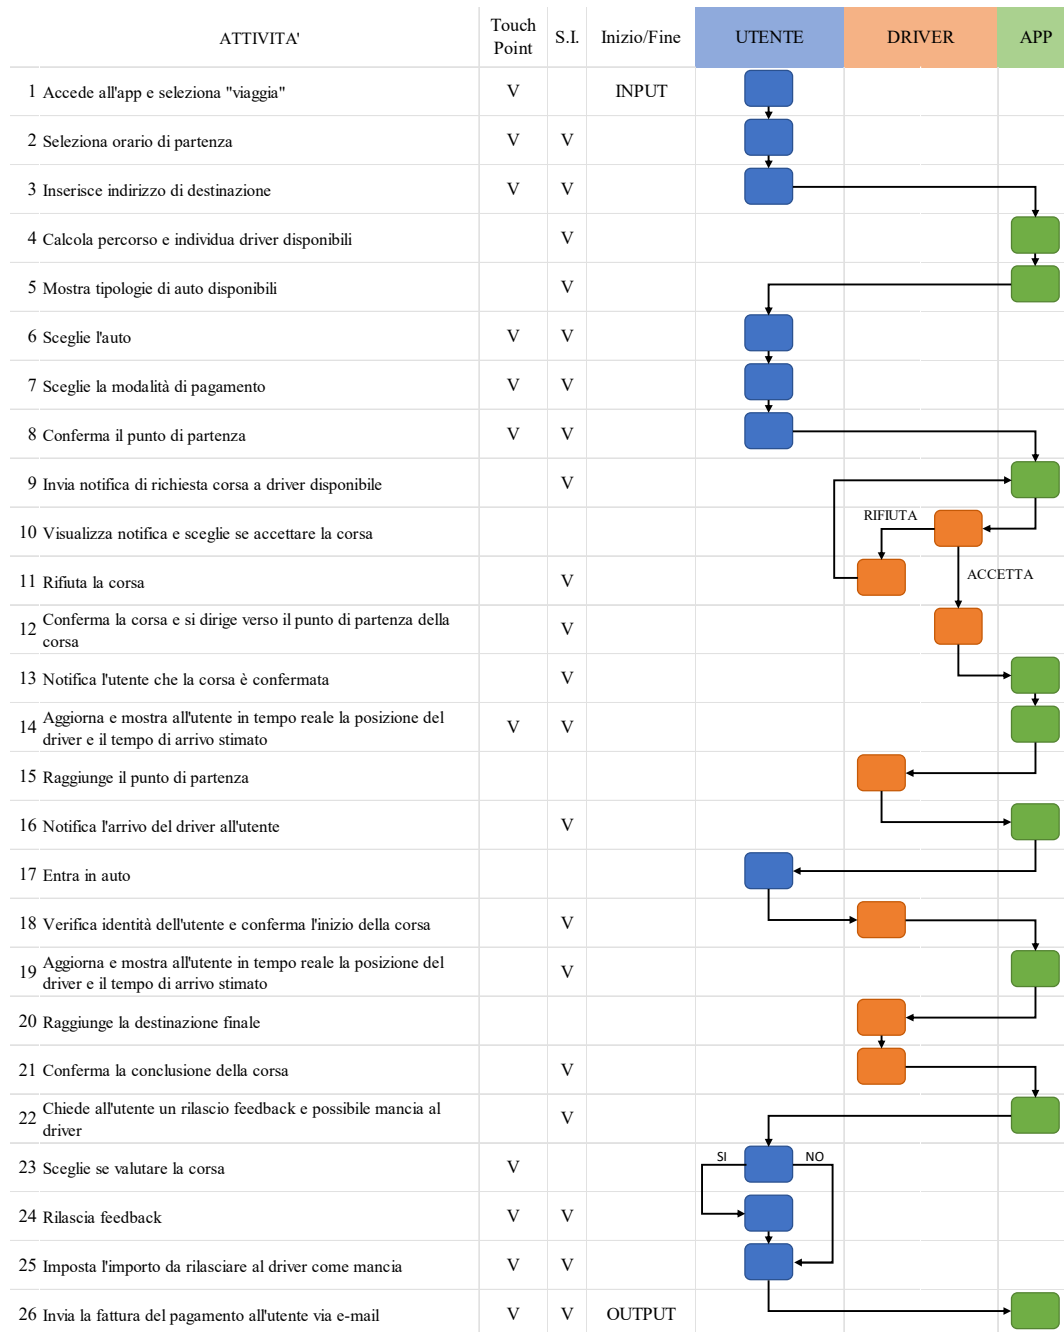 ATTIVITA' Touch Point S.I. Inizio/Fine UTENTE DRIVER APP
1 Accede all'app e seleziona "viaggia" V INPUT
2 Seleziona orario di partenza V V
3 Inserisce indirizzo di destinazione V V
4 Calcola percorso e individua driver disponibili V
5 Mostra tipologie di auto disponibili V
6 Sceglie l'auto V V
7 Sceglie la modalità di pagamento V V
8 Conferma il punto di partenza V V
9 Invia notifica di richiesta corsa a driver disponibile V
RIFIUTA
10 Visualizza notifica e sceglie se accettare la corsa
ACCETTA
11 Rifiuta la corsa V
12 Conferma la corsa e si dirige verso il punto di partenza della
corsa V
13 Notifica l'utente che la corsa è confermata V
14 Aggiorna e mostra all'utente in tempo reale la posizione del
driver e il tempo di arrivo stimato V V
15 Raggiunge il punto di partenza
16 Notifica l'arrivo del driver all'utente V
17 Entra in auto
18 Verifica identità dell'utente e conferma l'inizio della corsa V
19 Aggiorna e mostra all'utente in tempo reale la posizione del
driver e il tempo di arrivo stimato V
20 Raggiunge la destinazione finale
21 Conferma la conclusione della corsa V
22 Chiede all'utente un rilascio feedback e possibile mancia al
driver V
23 Sceglie se valutare la corsa V SI NO
24 Rilascia feedback V V
25 Imposta l'importo da rilasciare al driver come mancia V V
26 Invia la fattura del pagamento all'utente via e-mail V V OUTPUT